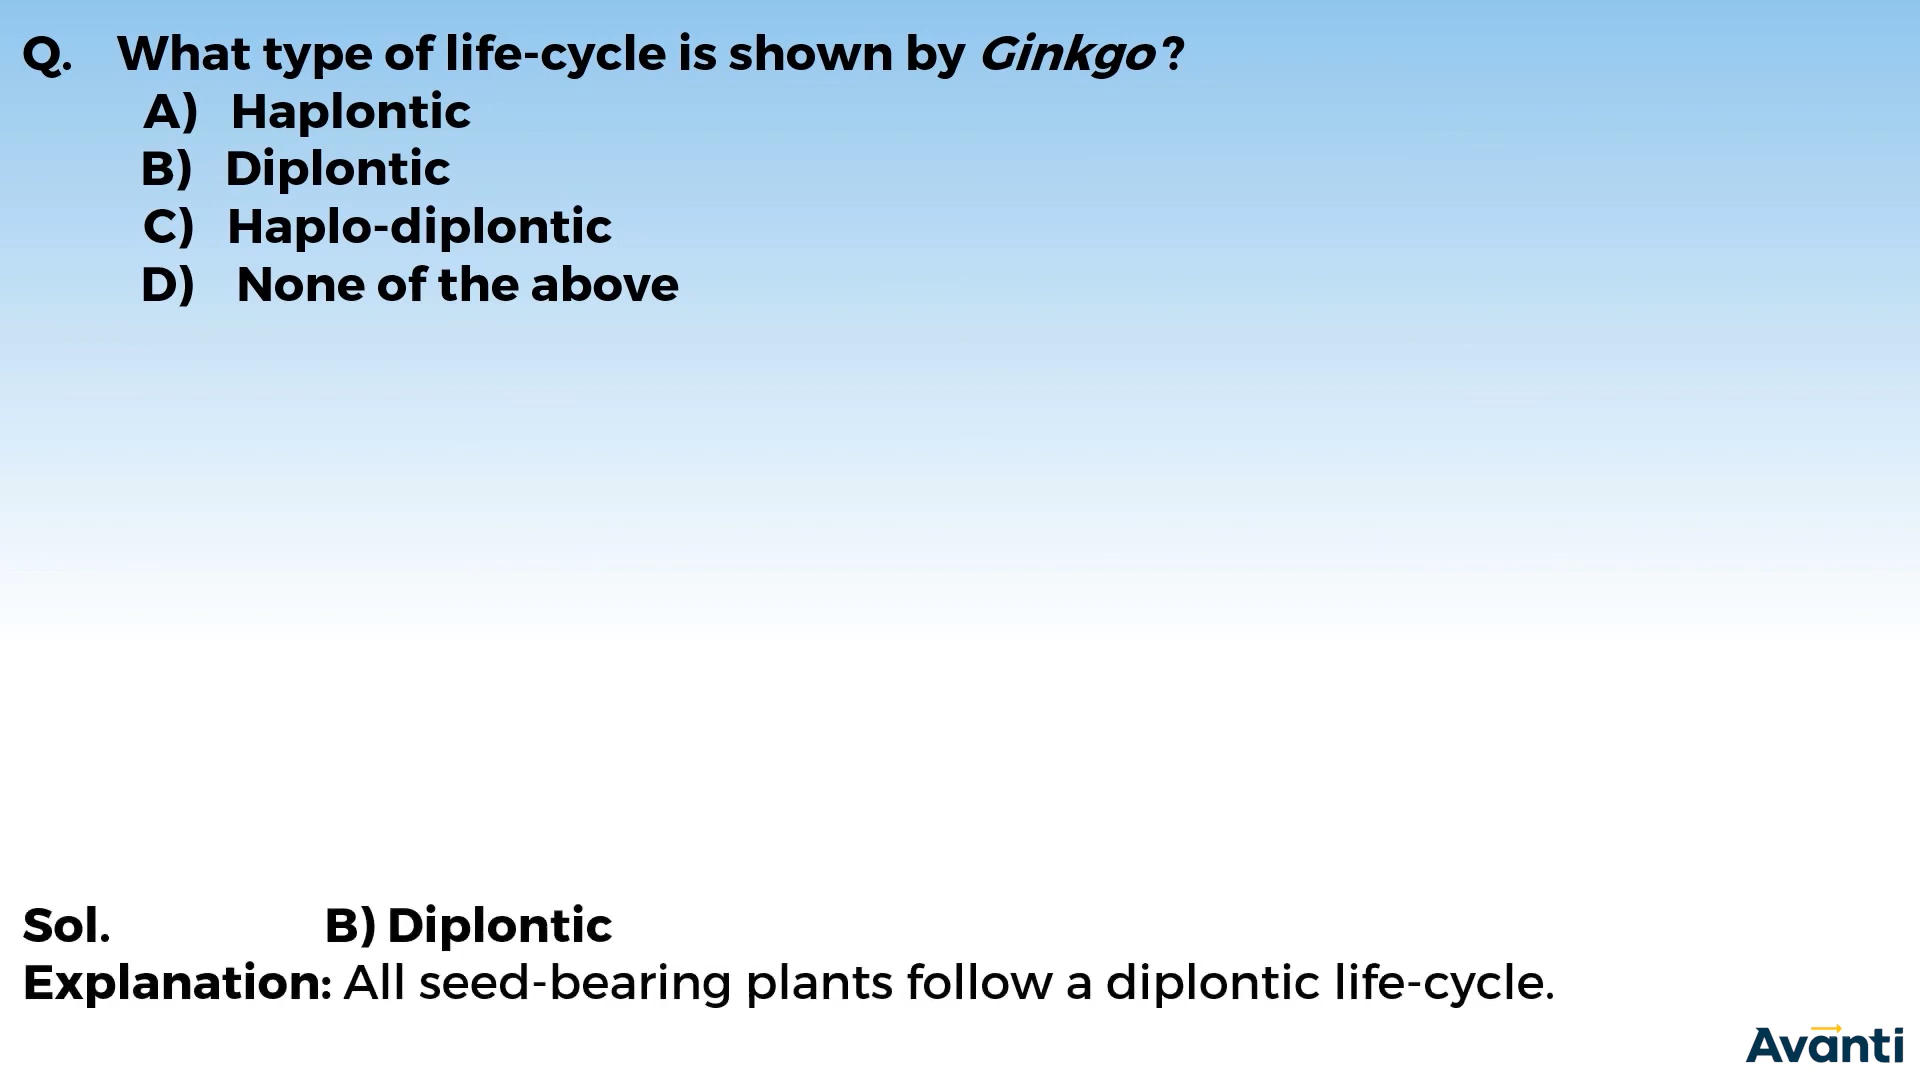 Q. What type of life-cycle is shown by Ginkgo?
A) Haplontic
B) Diplontic
C) Haplo-diplontic
D) None of the above
Sol. B) Diplontic
Explanation: All seed-bearing plants follow a diplontic life-cycle.
Avanti